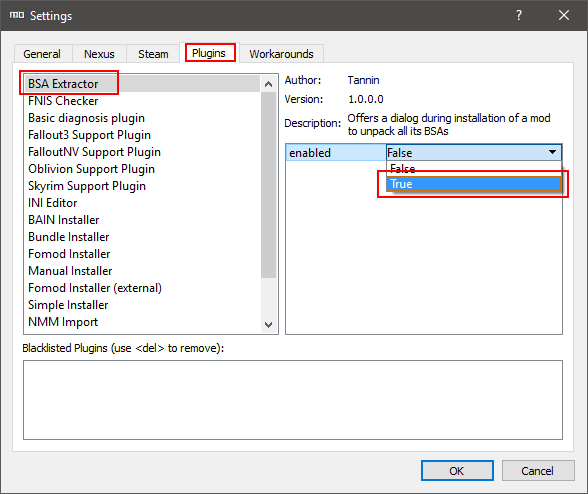 Settings
General Nexus Steam Plugins Workarounds
BSA Extractor
FNIS Checker
Basic diagnosis plugin
Fallout3 Support Plugin
FalloutNV Support Plugin
Oblivion Support Plugin
Skyrim Support Plugin
INI Editor
BAIN Installer
Bundle Installer
Fomod Installer
Manual Installer
Fomod Installer (external)
Simple Installer
NMM Import
Author: Tannin
Version: 1.0.0.0
Description: Offers a dialog during installation of a mod
to unpack all its BSAs
enabled False
False
True
Blacklisted Plugins (use <del> to remove):
OK Cancel